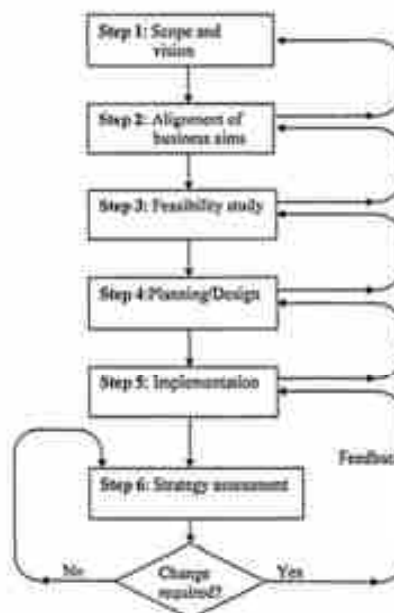 Step 1: Scope and
vision
Step 2: Alignment of
business aims
Step 3: Feasibility study
Step 4:Planning/Design
Step 5: Implementation
Feedbac
Step 6: Strategy assessment
No
Change
required?
Yes